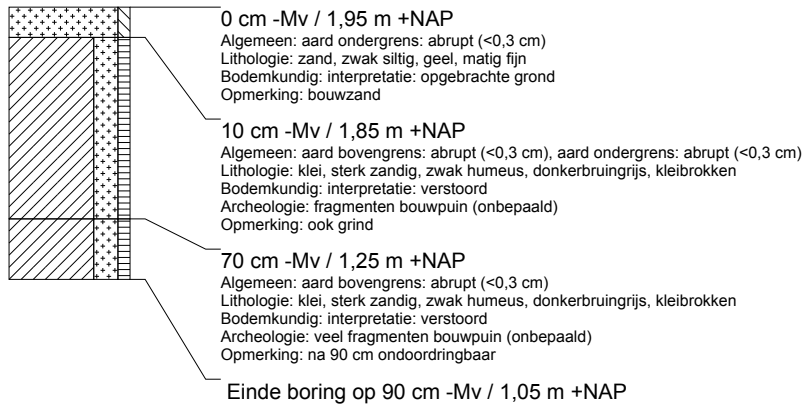 0 cm -Mv / 1,95 m +NAP
Algemeen: aard ondergrens: abrupt (<0,3 cm)
Lithologie: zand, zwak siltig, geel, matig fijn
Bodemkundig: interpretatie: opgebrachte grond
Opmerking: bouwzand
10 cm -Mv / 1,85 m +NAP
Algemeen: aard bovengrens: abrupt (<0,3 cm), aard ondergrens: abrupt (<0,3 cm)
Lithologie: klei, sterk zandig, zwak humeus, donkerbruingrijs, kleibrokken
Bodemkundig: interpretatie: verstoord
Archeologie: fragmenten bouwpuin (onbepaald)
Opmerking: ook grind
70 cm -Mv / 1,25 m +NAP
Algemeen: aard bovengrens: abrupt (<0,3 cm)
Lithologie: klei, sterk zandig, zwak humeus, donkerbruingrijs, kleibrokken
Bodemkundig: interpretatie: verstoord
Archeologie: veel fragmenten bouwpuin (onbepaald)
Opmerking: na 90 cm ondoordringbaar
Einde boring op 90 cm -Mv / 1,05 m +NAP